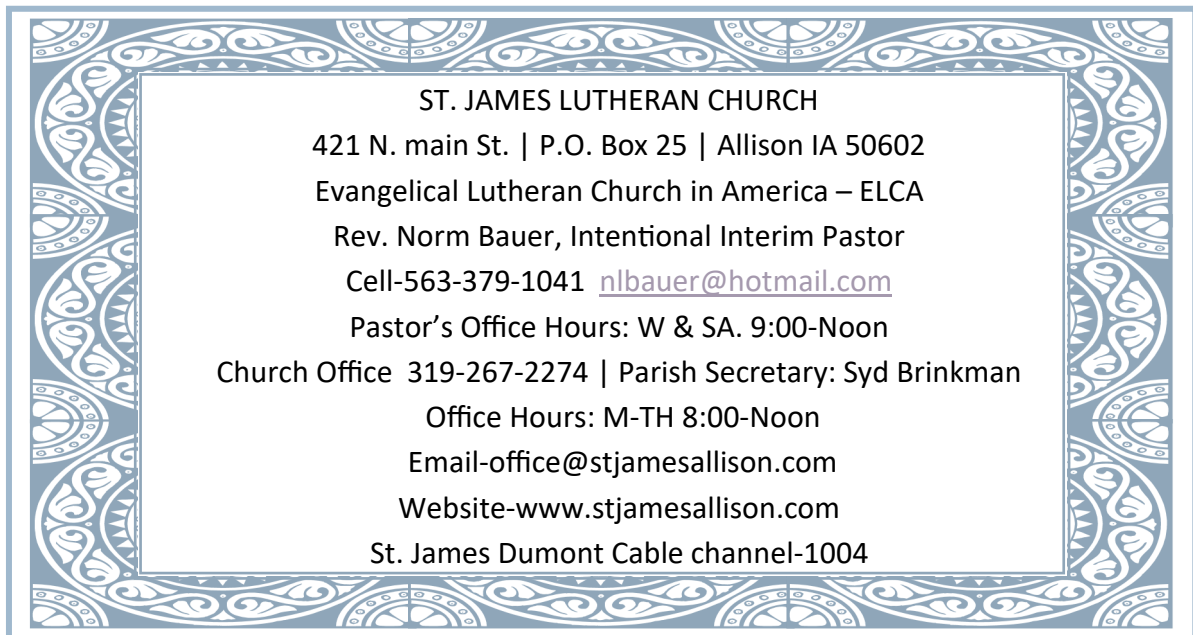 ST. JAMES LUTHERAN CHURCH
421 N. main St. | P.O. Box 25 | Allison IA 50602
Evangelical Lutheran Church in America – ELCA
Rev. Norm Bauer, Intentional Interim Pastor
Cell-563-379-1041 nlbauer@hotmail.com
Pastor’s Office Hours: W & SA. 9:00-Noon
Church Office 319-267-2274 | Parish Secretary: Syd Brinkman
Office Hours: M-TH 8:00-Noon
Email-office@stjamesallison.com
Website-www.stjamesallison.com
St. James Dumont Cable channel-1004